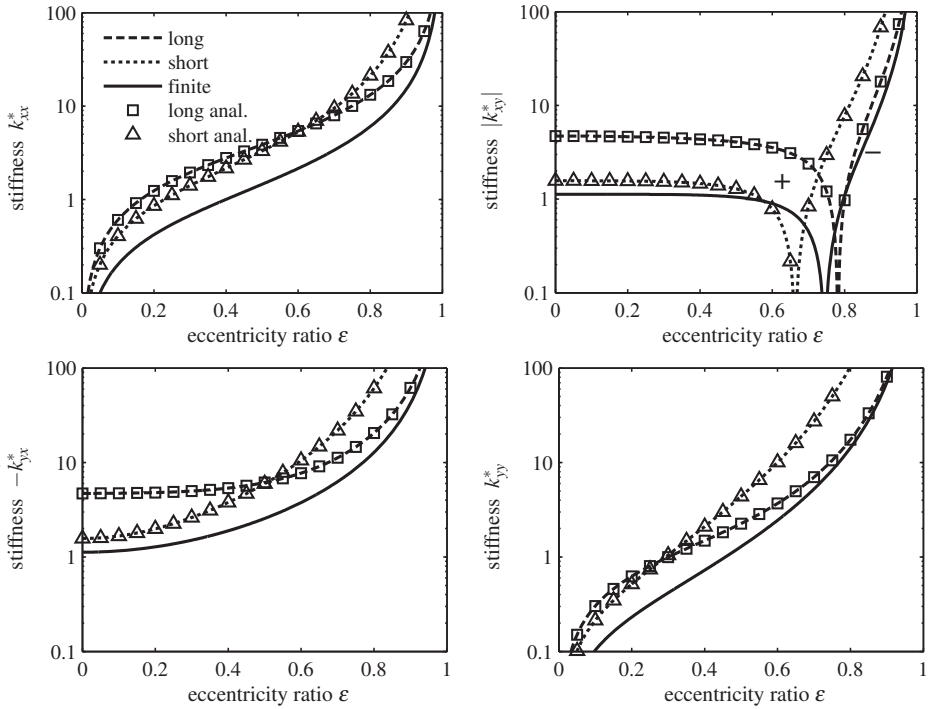 stiffness k*xx
100
10
1
0.1
long
short
finite
long anal.
short anal.
0 0.2 0.4 0.6 0.8 1
eccentricity ratio ε
stiffness |k*xy|
100
10
1
0.1
+
−
0 0.2 0.4 0.6 0.8 1
eccentricity ratio ε
stiffness −k*yx
100
10
1
0.1
0 0.2 0.4 0.6 0.8 1
eccentricity ratio ε
stiffness k*yy
100
10
1
0.1
0 0.2 0.4 0.6 0.8 1
eccentricity ratio ε